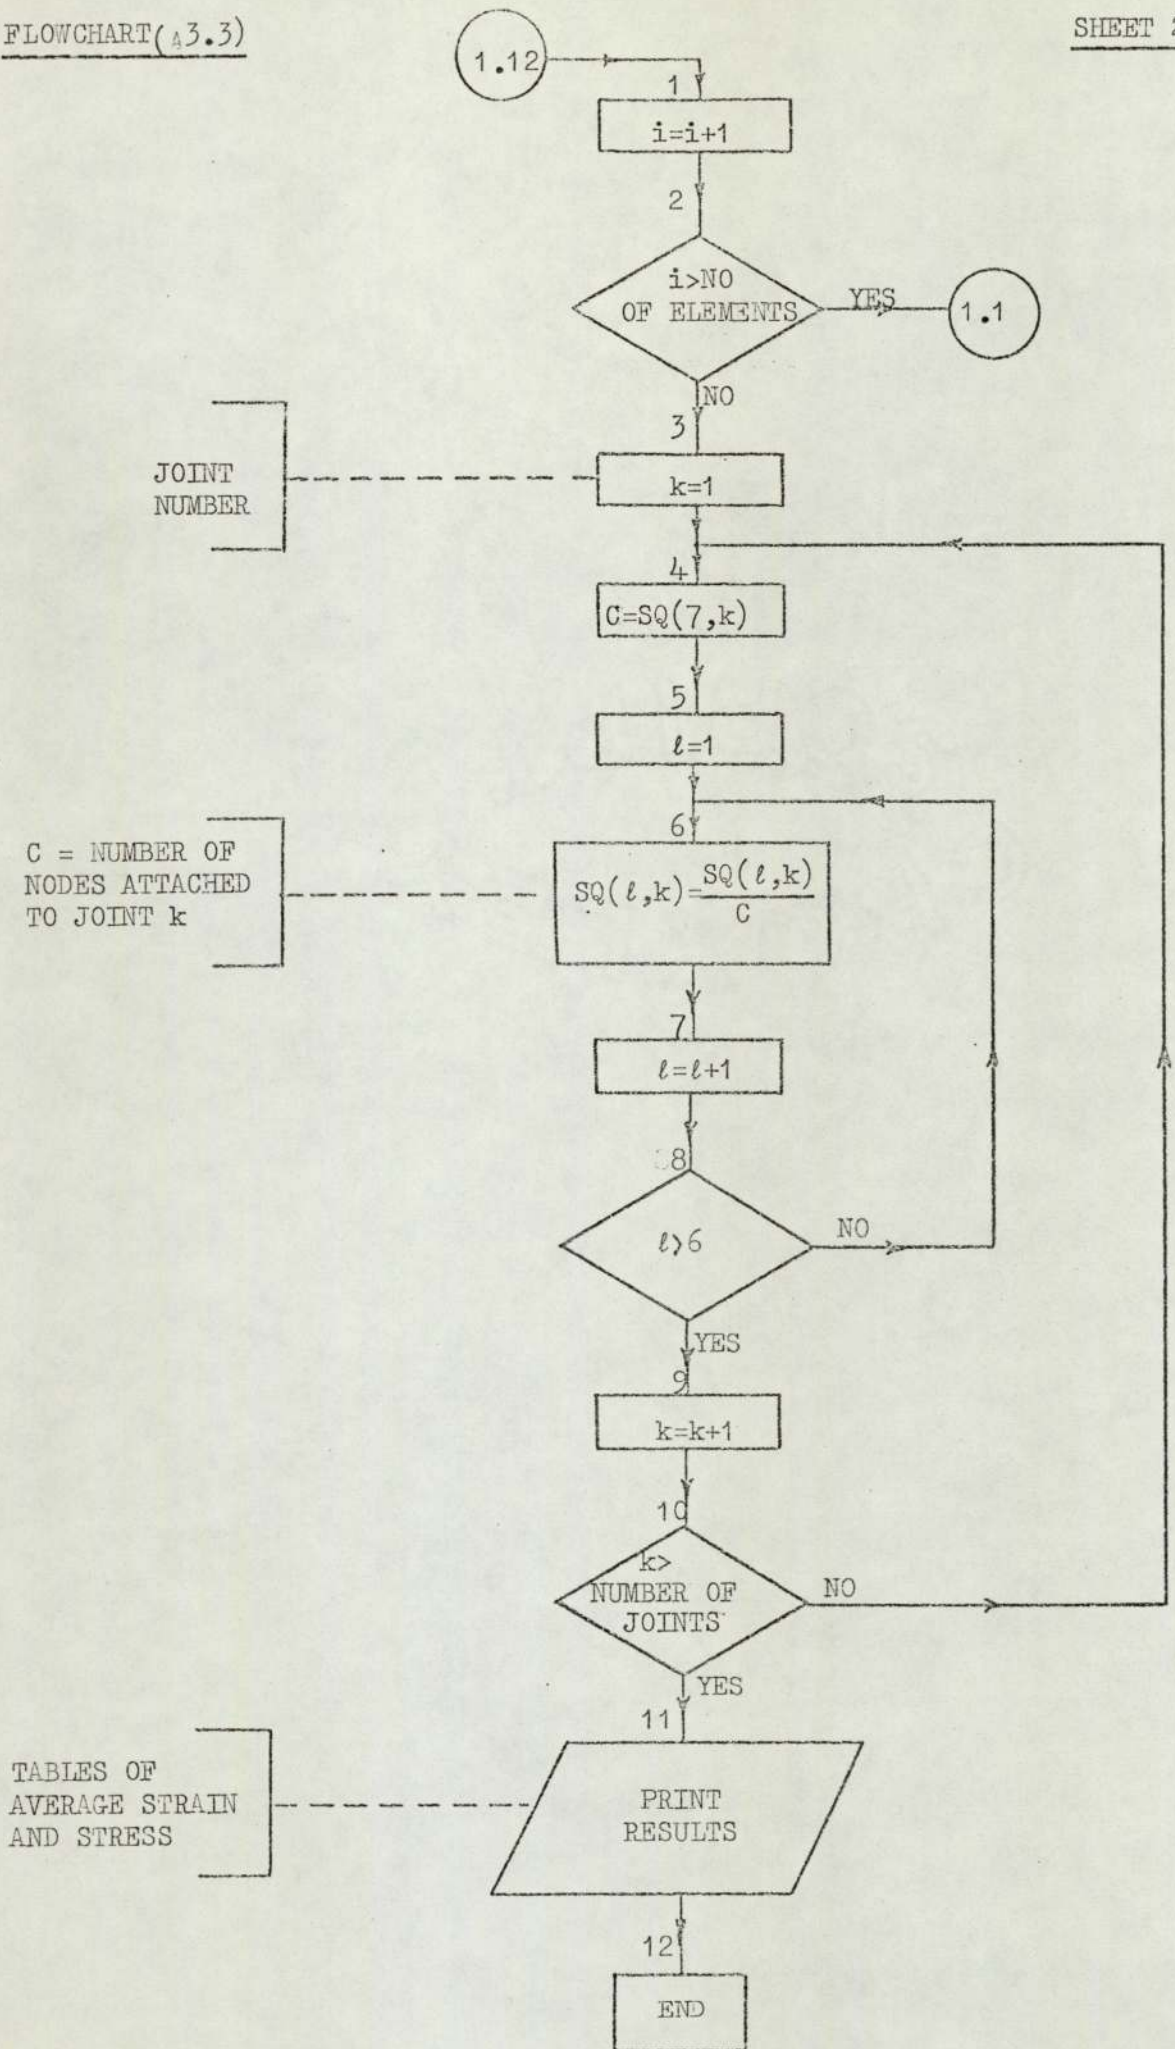 FLOWCHART(A3.3)
SHEET 2
1.12
1
i=i+1
2
i>NO
OF ELEMENTS
YES
1.1
NO
3
JOINT
NUMBER
k=1
4
C=SQ(7,k)
5
ℓ=1
6
C = NUMBER OF
NODES ATTACHED
TO JOINT k
SQ(ℓ,k)=SQ(ℓ,k)
C
7
ℓ=ℓ+1
8
ℓ>6
NO
YES
9
k=k+1
10
k>
NUMBER OF
JOINTS
NO
YES
11
TABLES OF
AVERAGE STRAIN
AND STRESS
PRINT
RESULTS
12
END